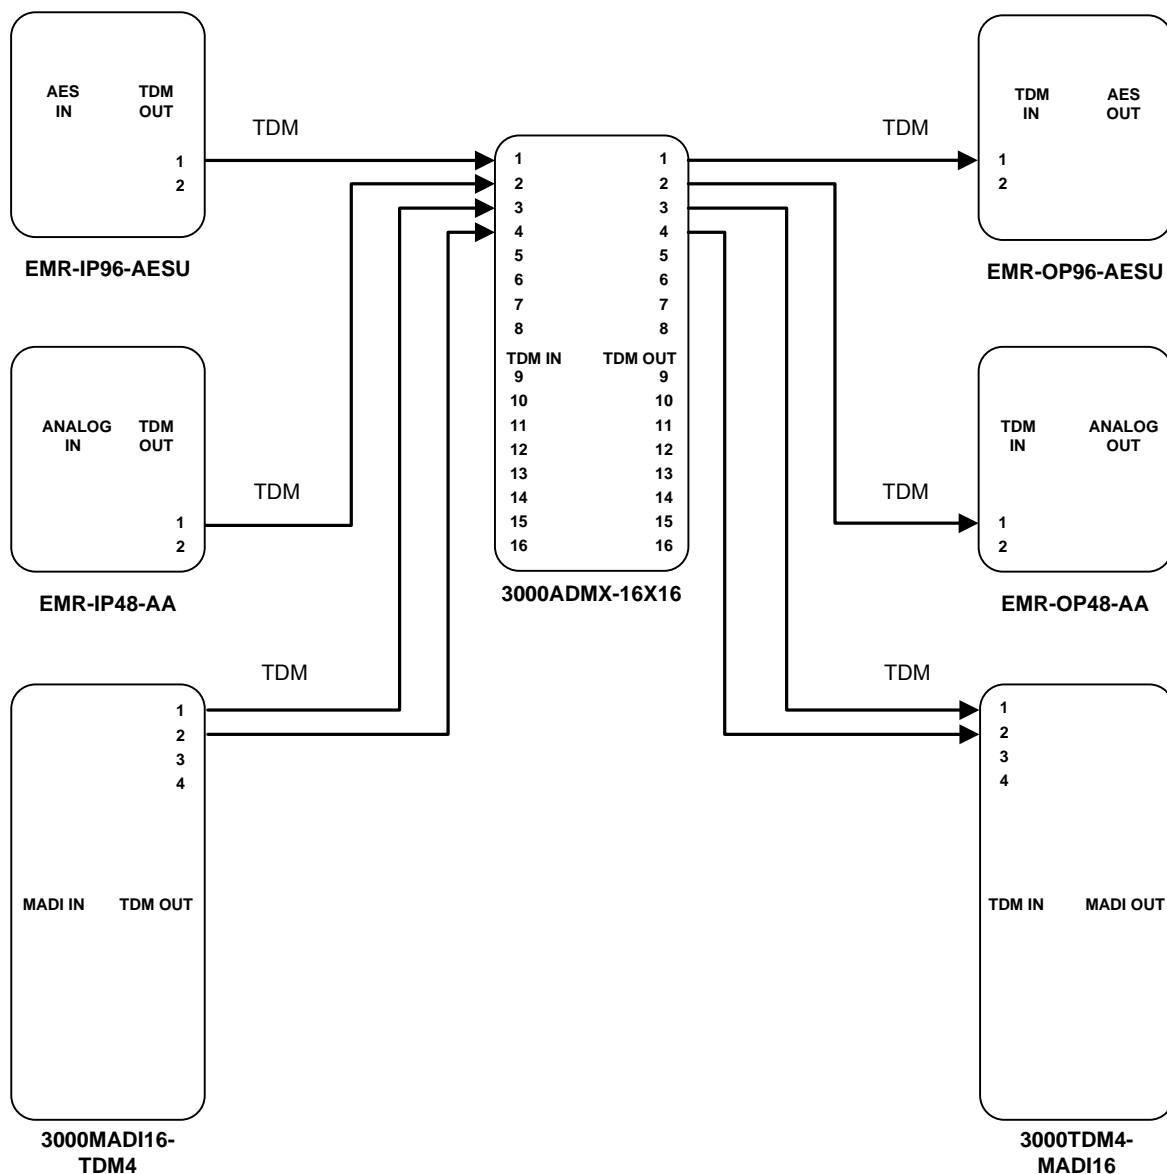 AES
IN
TDM
OUT
1
2
EMR-IP96-AESU
TDM
ANALOG
IN
TDM
OUT
1
2
EMR-IP48-AA
TDM
1
2
3
4
MADI IN
TDM OUT
3000MADI16-
TDM4
TDM
1
2
3
4
5
6
7
8
TDM IN
9
10
11
12
13
14
15
16
1
2
3
4
5
6
7
8
TDM OUT
9
10
11
12
13
14
15
16
3000ADMX-16X16
TDM
TDM
IN
AES
OUT
1
2
EMR-OP96-AESU
TDM
TDM
IN
ANALOG
OUT
1
2
EMR-OP48-AA
TDM
1
2
3
4
TDM IN
MADI OUT
3000TDM4-
MADI16